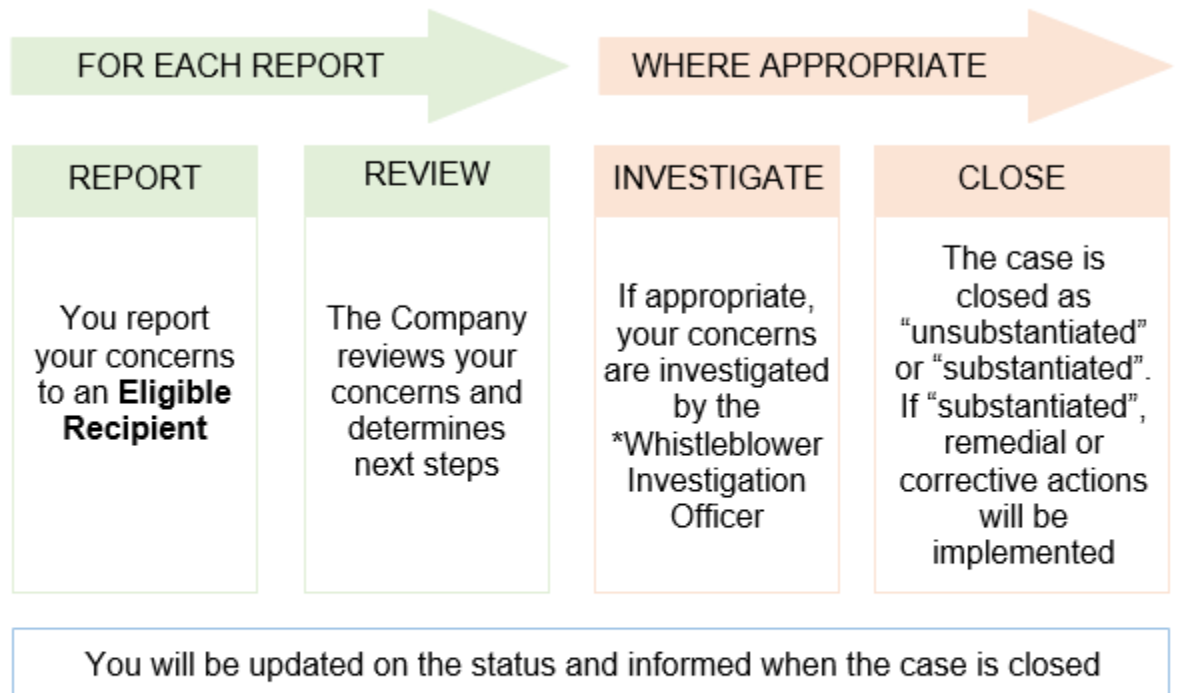 FOR EACH REPORT
WHERE APPROPRIATE
REPORT
You report
your concerns
to an Eligible
Recipient
REVIEW
The Company
reviews your
concerns and
determines
next steps
INVESTIGATE
If appropriate,
your concerns
are investigated
by the
*Whistleblower
Investigation
Officer
CLOSE
The case is
closed as
“unsubstantiated”
or “substantiated”.
If “substantiated”,
remedial or
corrective actions
will be
implemented
You will be updated on the status and informed when the case is closed